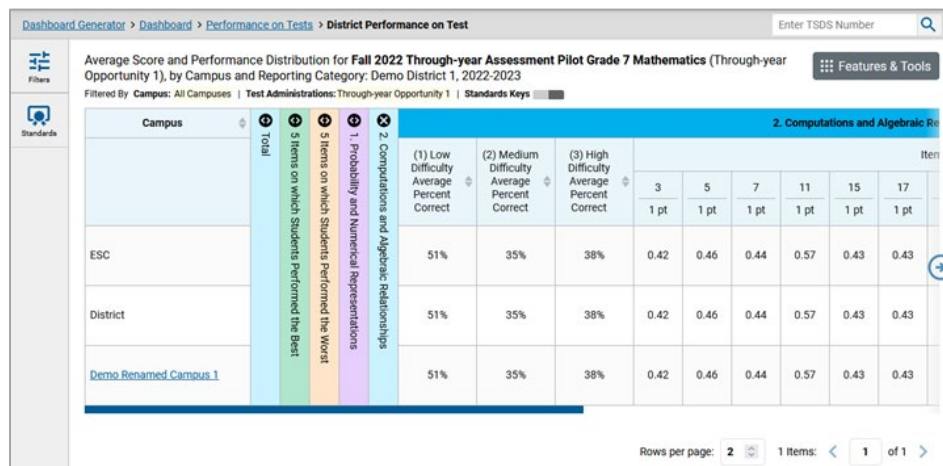 Dashboard Generator > Dashboard > Performance on Tests > District Performance on Test
Enter TSDS Number
Filters
Standards
Average Score and Performance Distribution for Fall 2022 Through-year Assessment Pilot Grade 7 Mathematics (Through-year
Opportunity 1), by Campus and Reporting Category: Demo District 1, 2022-2023
Features & Tools
Filtered By Campus: All Campuses | Test Administrations: Through-year Opportunity 1 | Standards Keys
Campus
Total
5 Items on which Students Performed the Best
5 Items on which Students Performed the Worst
1. Probability and Numerical Representations
2. Computations and Algebraic Relationships
2. Computations and Algebraic Re
(1) Low
Difficulty
Average
Percent
Correct
(2) Medium
Difficulty
Average
Percent
Correct
(3) High
Difficulty
Average
Percent
Correct
Iten
3 5 7 11 15 17
1 pt 1 pt 1 pt 1 pt 1 pt 1 pt
ESC 51% 35% 38% 0.42 0.46 0.44 0.57 0.43 0.43
District 51% 35% 38% 0.42 0.46 0.44 0.57 0.43 0.43
Demo Renamed Campus 1 51% 35% 38% 0.42 0.46 0.44 0.57 0.43 0.43
Rows per page: 2 1 Items: < 1 of 1 >